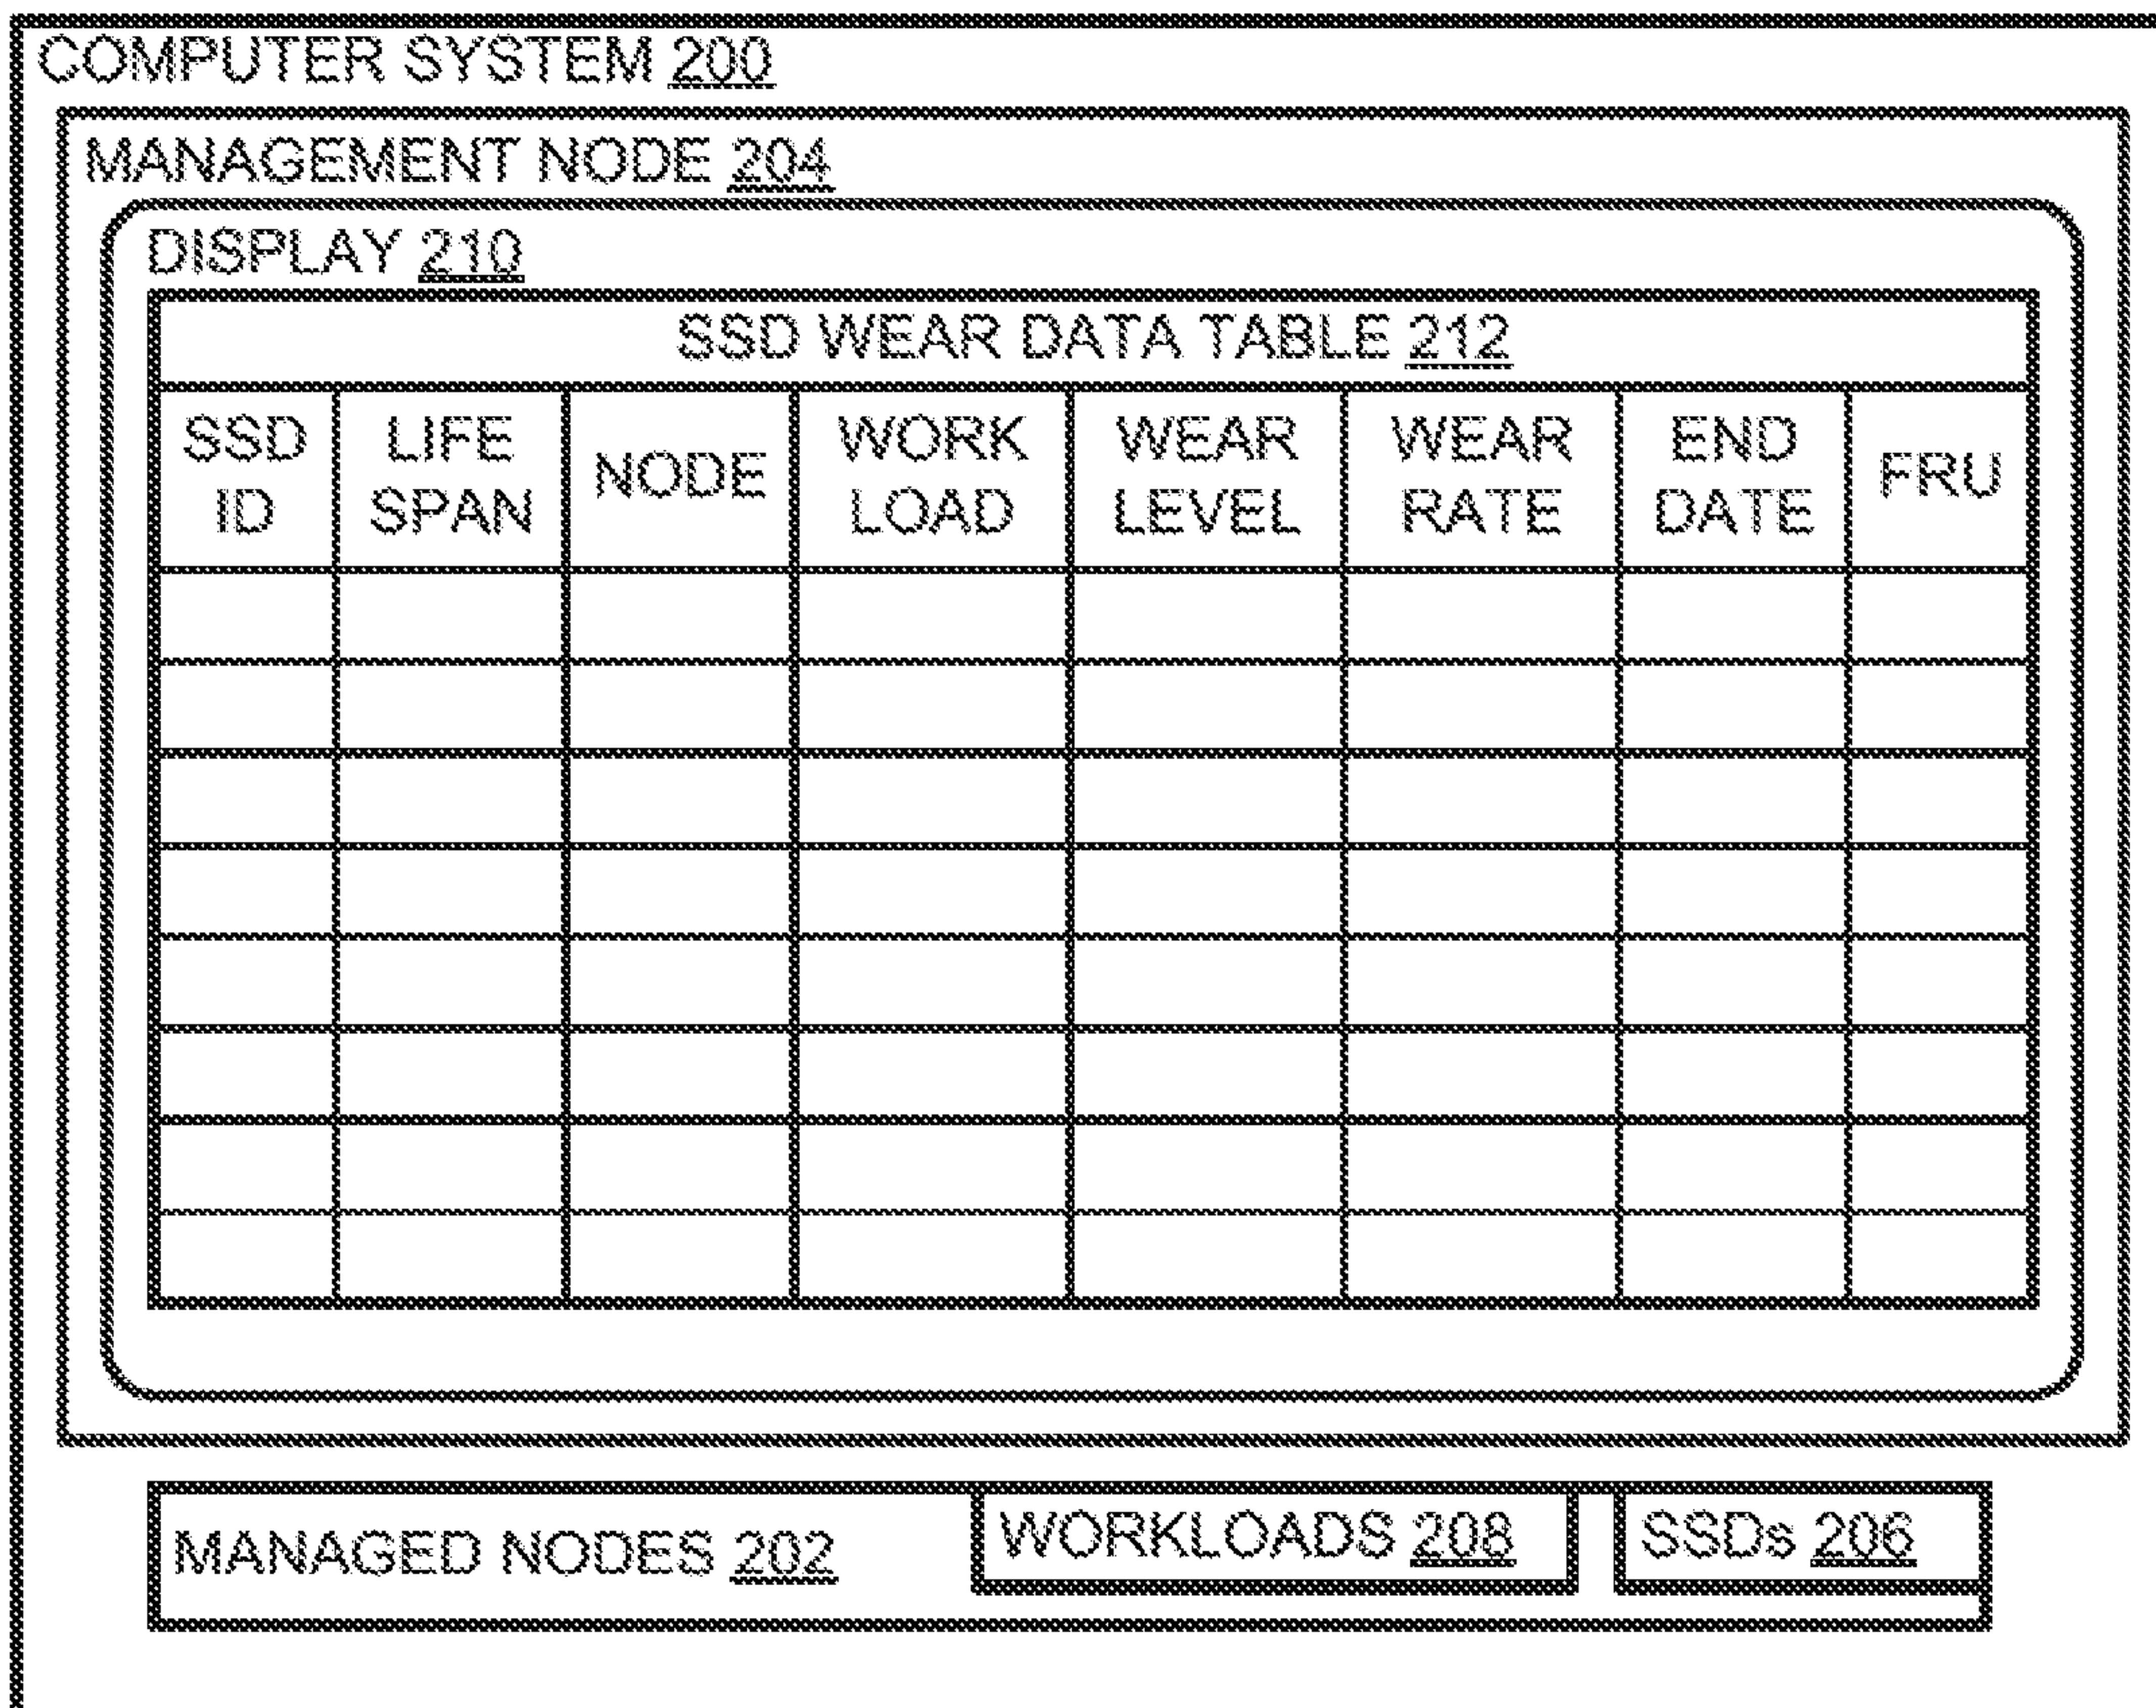 COMPUTER SYSTEM 200
MANAGEMENT NODE 204
DISPLAY 210
SSD WEAR DATA TABLE 212
SSD ID
LIFE SPAN
NODE
WORK LOAD
WEAR LEVEL
WEAR RATE
END DATE
FRU
MANAGED NODES 202
WORKLOADS 208
SSDs 206